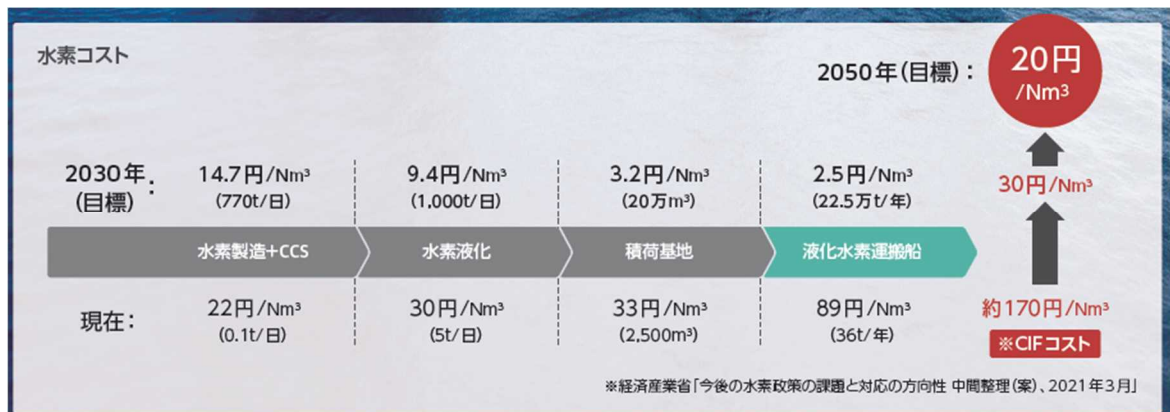 水素コスト
2050年(目標)：
20円
/Nm³
2030年
(目標)
：
14.7円/Nm³
(770t/日)
9.4円/Nm³
(1,000t/日)
3.2円/Nm³
(20万m³)
2.5円/Nm³
(22.5万t/年)
30円/Nm³
水素製造+CCS
水素液化
積荷基地
液化水素運搬船
現在：
22円/Nm³
(0.1t/日)
30円/Nm³
(5t/日)
33円/Nm³
(2,500m³)
89円/Nm³
(36t/年)
約170円/Nm³
※CIFコスト
※経済産業省「今後の水素政策の課題と対応の方向性 中間整理(案)、2021年3月」